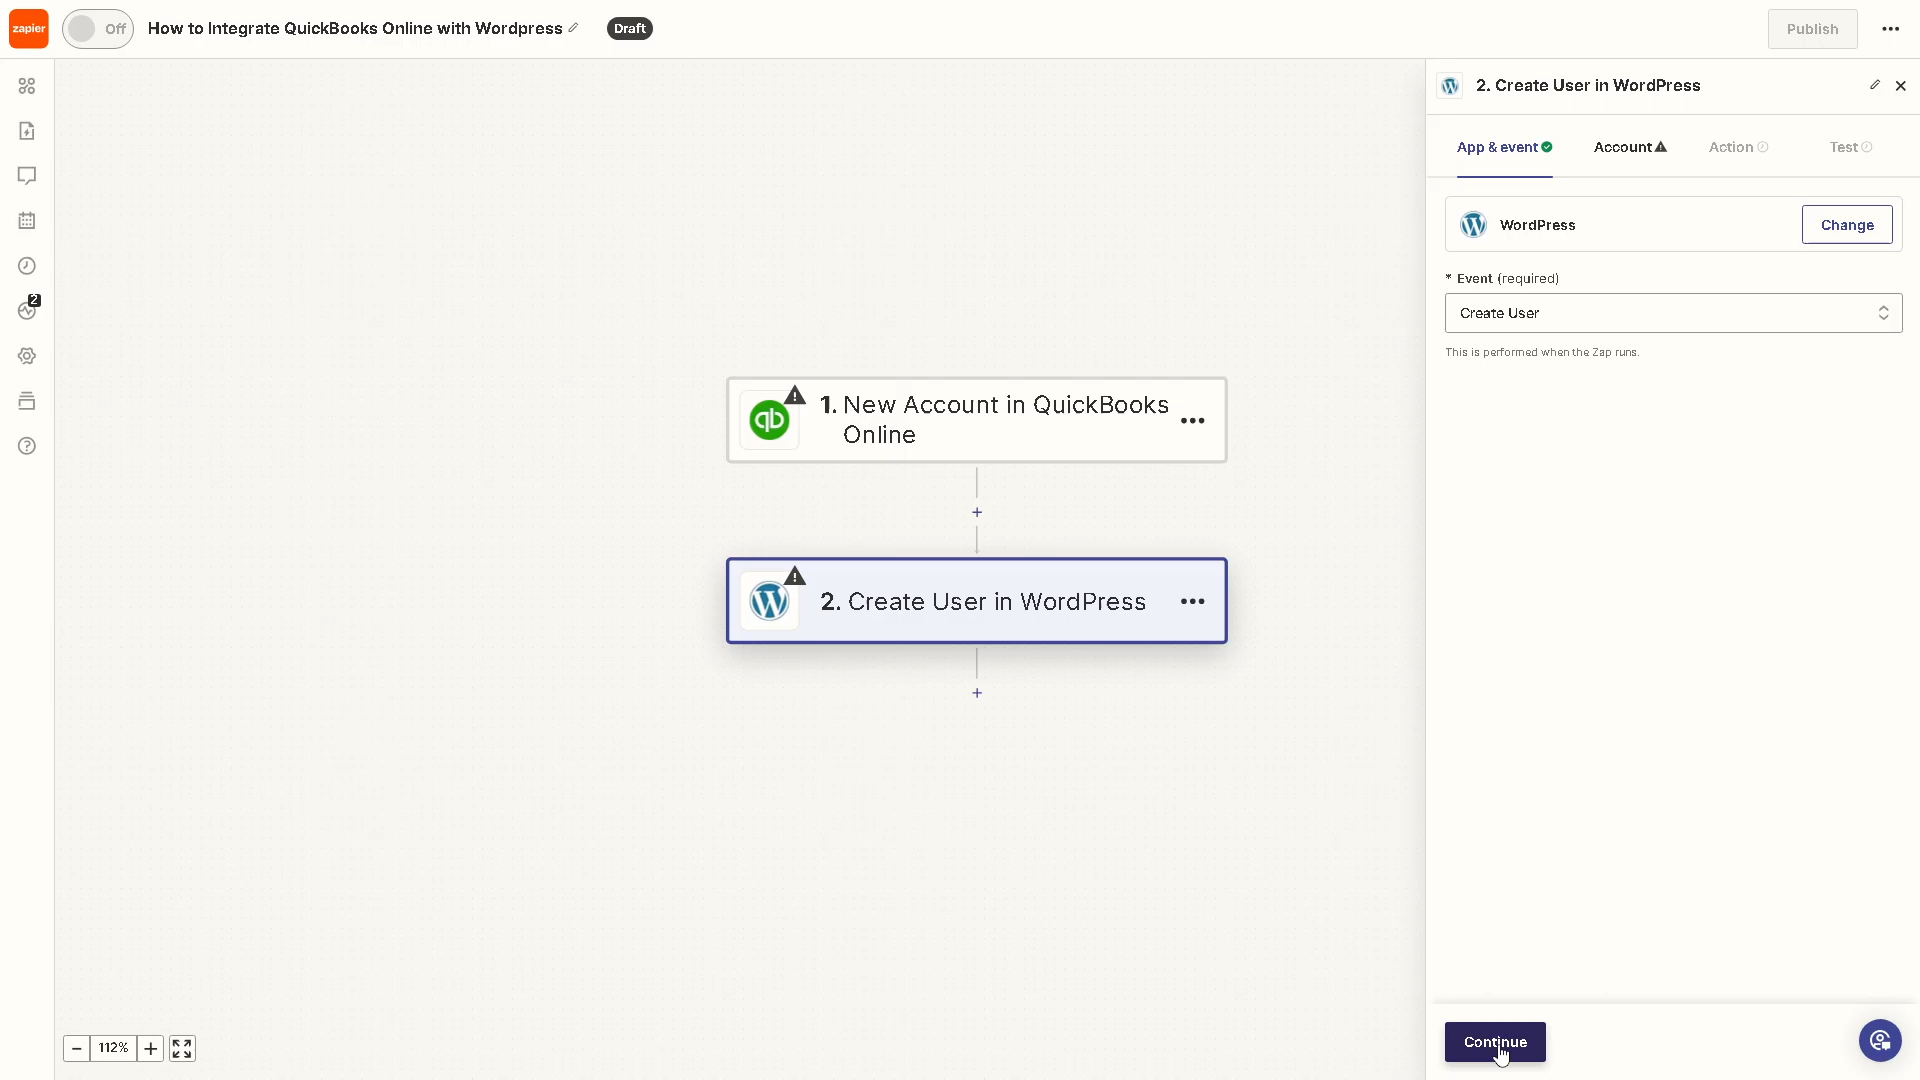 zapier
Off
How to Integrate QuickBooks Online with Wordpress
Draft
Publish
2
2. Create User in WordPress
App & event
Account
Action
Test
WordPress
Change
* Event (required)
Create User
This is performed when the Zap runs.
qb
1. New Account in QuickBooks
Online
+
2. Create User in WordPress
+
112%
Continue